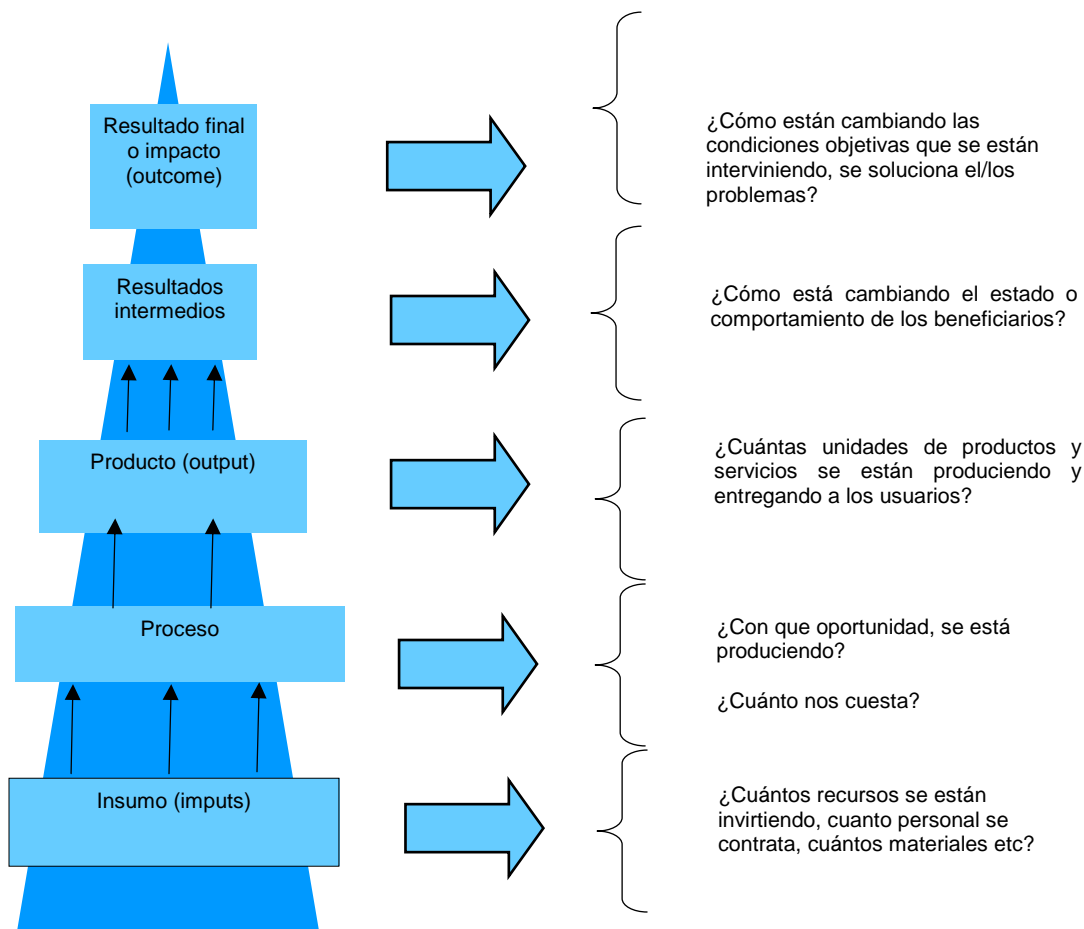 Resultado final
o impacto
(outcome)
¿Cómo están cambiando las
condiciones objetivas que se están
interviniendo, se soluciona el/los
problemas?
Resultados
intermedios
¿Cómo está cambiando el estado o
comportamiento de los beneficiarios?
Producto (output)
¿Cuántas unidades de productos y
servicios se están produciendo y
entregando a los usuarios?
Proceso
¿Con que oportunidad, se está
produciendo?
¿Cuánto nos cuesta?
Insumo (imputs)
¿Cuántos recursos se están
invirtiendo, cuanto personal se
contrata, cuántos materiales etc?